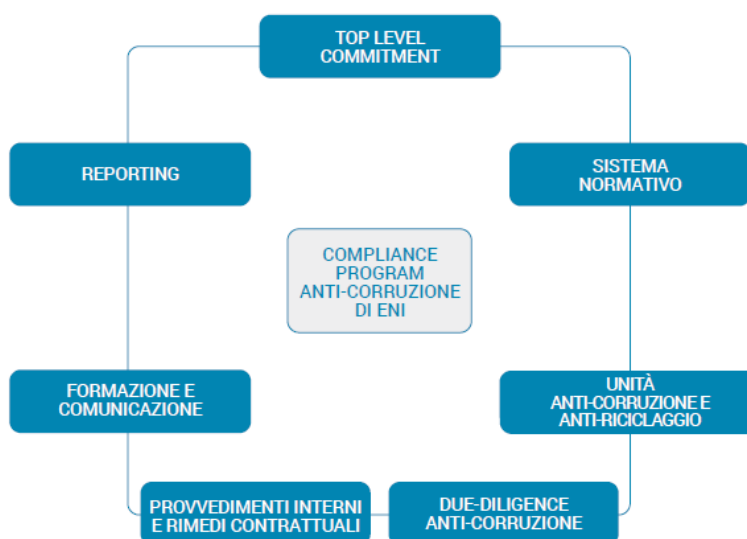 TOP LEVEL
COMMITMENT
REPORTING
SISTEMA
NORMATIVO
COMPLIANCE
PROGRAM
ANTI-CORRUZIONE
DI ENI
FORMAZIONE E
COMUNICAZIONE
UNITÀ
ANTI-CORRUZIONE E
ANTI-RICICLAGGIO
PROVVEDIMENTI INTERNI
E RIMEDI CONTRATTUALI
DUE-DILIGENCE
ANTI-CORRUZIONE